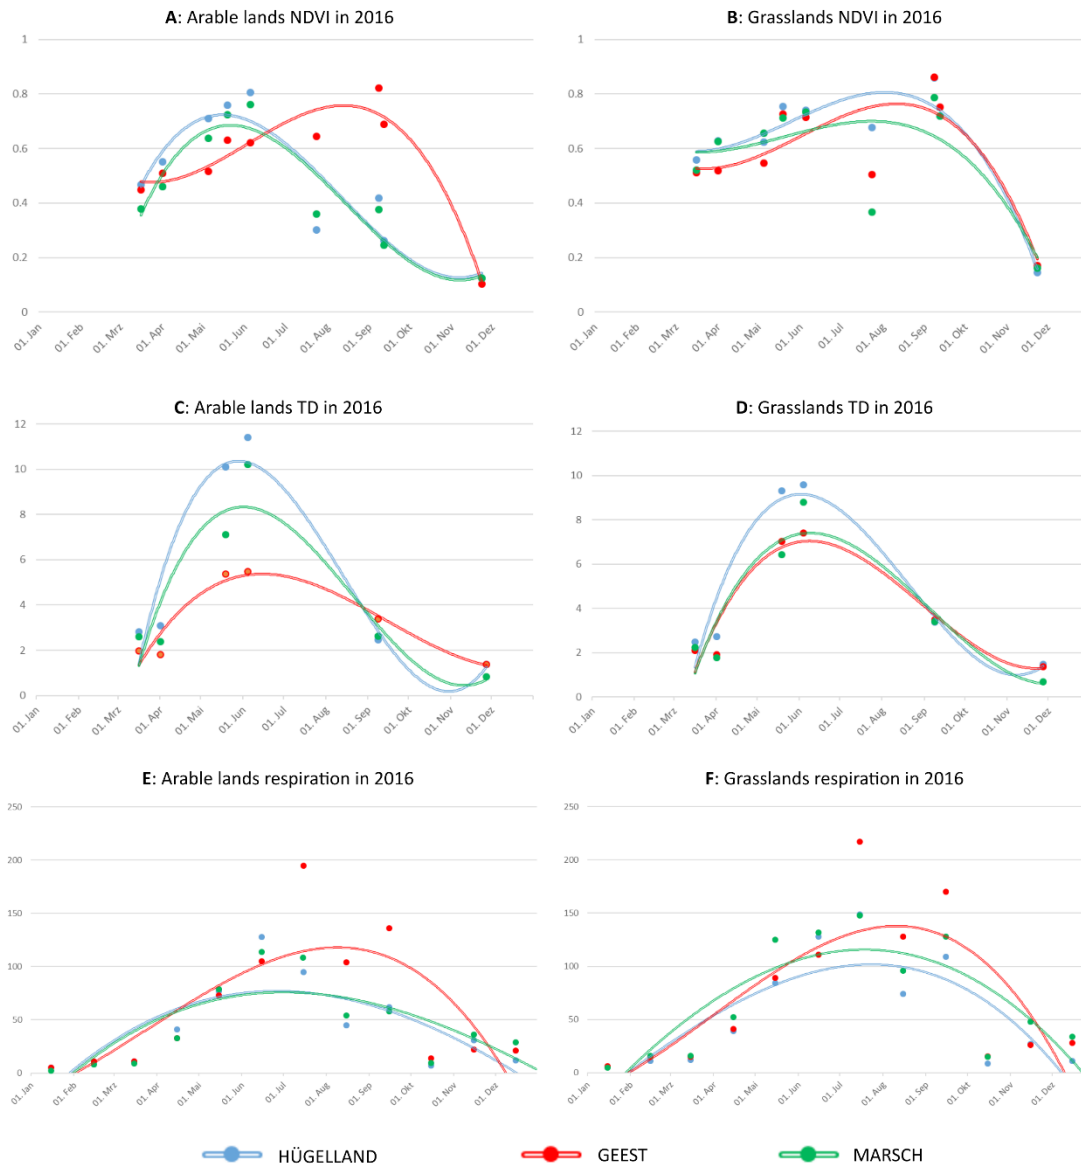 A: Arable lands NDVI in 2016
1
0.8
0.6
0.4
0.2
0
01. Jan
01. Feb
01. Mrz
01. Apr
01. Mai
01. Jun
01. Jul
01. Aug
01. Sep
01. Okt
01. Nov
01. Dez
B: Grasslands NDVI in 2016
1
0.8
0.6
0.4
0.2
0
01. Jan
01. Feb
01. Mrz
01. Apr
01. Mai
01. Jun
01. Jul
01. Aug
01. Sep
01. Okt
01. Nov
01. Dez
C: Arable lands TD in 2016
12
10
8
6
4
2
0
01. Jan
01. Feb
01. Mrz
01. Apr
01. Mai
01. Jun
01. Jul
01. Aug
01. Sep
01. Okt
01. Nov
01. Dez
D: Grasslands TD in 2016
12
10
8
6
4
2
0
01. Jan
01. Feb
01. Mrz
01. Apr
01. Mai
01. Jun
01. Jul
01. Aug
01. Sep
01. Okt
01. Nov
01. Dez
E: Arable lands respiration in 2016
250
200
150
100
50
0
01. Jan
01. Feb
01. Mrz
01. Apr
01. Mai
01. Jun
01. Jul
01. Aug
01. Sep
01. Okt
01. Nov
01. Dez
F: Grasslands respiration in 2016
250
200
150
100
50
0
01. Jan
01. Feb
01. Mrz
01. Apr
01. Mai
01. Jun
01. Jul
01. Aug
01. Sep
01. Okt
01. Nov
01. Dez
HÜGELLAND GEEST MARSCH